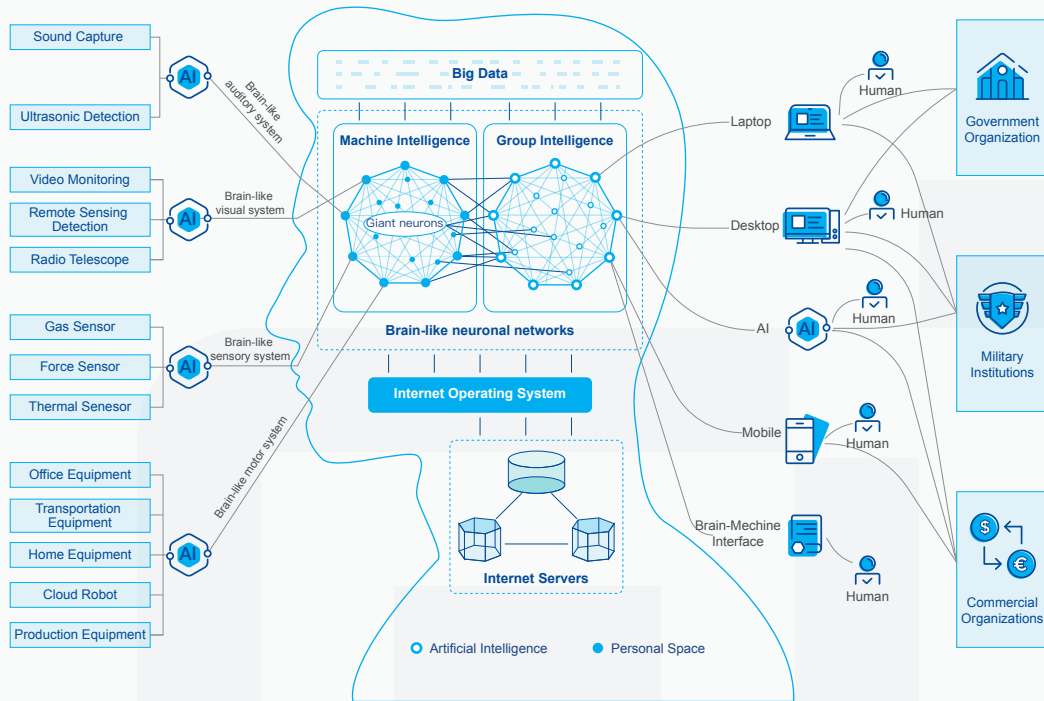 Sound Capture
Ultrasonic Detection
AI
Brain-like
auditory system
Video Monitoring
Remote Sensing
Detection
Radio Telescope
AI
Brain-like
visual system
Gas Sensor
Force Sensor
Thermal Senesor
AI
Brain-like
sensory system
Office Equipment
Transportation
Equipment
Home Equipment
Cloud Robot
Production Equipment
AI
Brain-like motor system
Big Data
Machine Intelligence
Group Intelligence
Giant neurons
Brain-like neuronal networks
Internet Operating System
Internet Servers
Artificial Intelligence
Personal Space
Laptop
Human
Desktop
Human
AI
AI
Human
Mobile
Human
Brain-Mechine
Interface
Human
Government
Organization
Military
Institutions
$
€
Commercial
Organizations